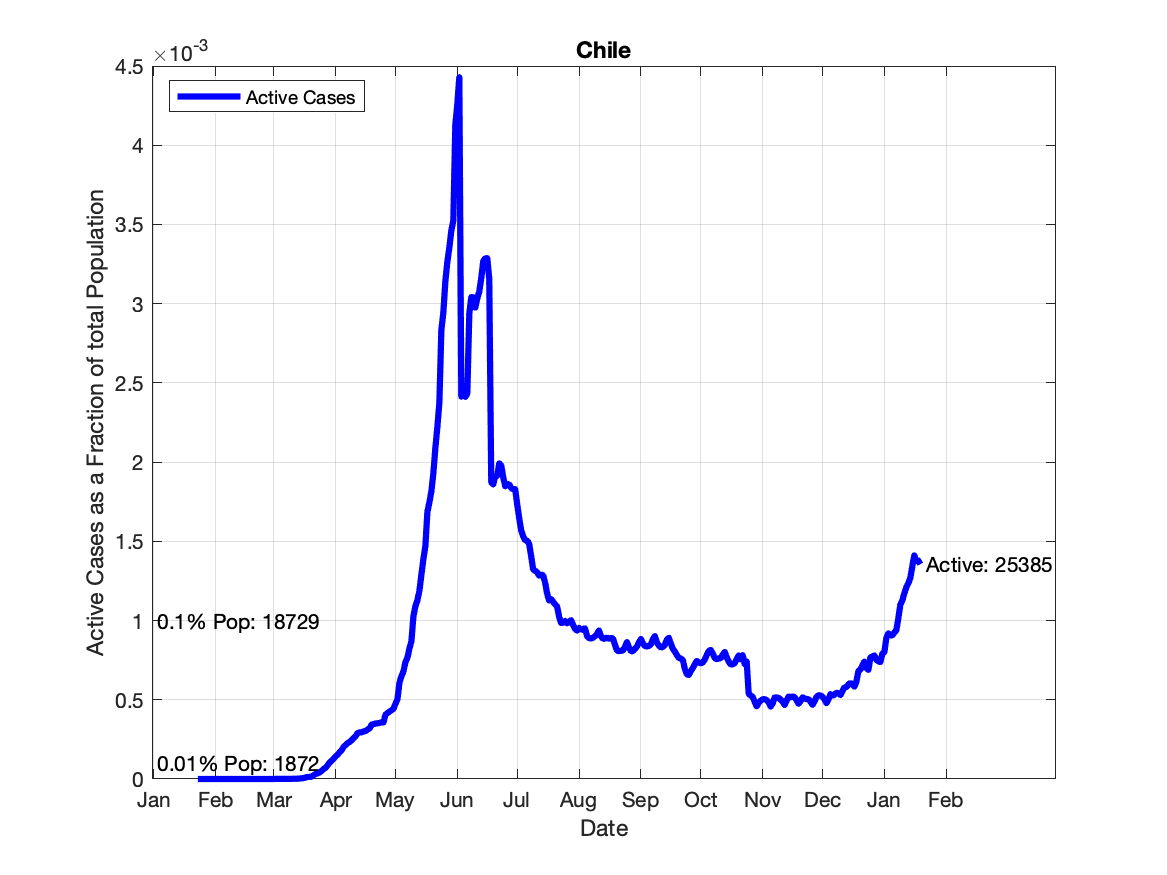 Chile
×10-3
Active Cases
4.5
4
3.5
3
2.5
2
1.5
1
0.5
0
Active Cases as a Fraction of total Population
Active: 25385
0.1% Pop: 18729
0.01% Pop: 1872
Jan Feb Mar Apr May Jun Jul Aug Sep Oct Nov Dec Jan Feb
Date